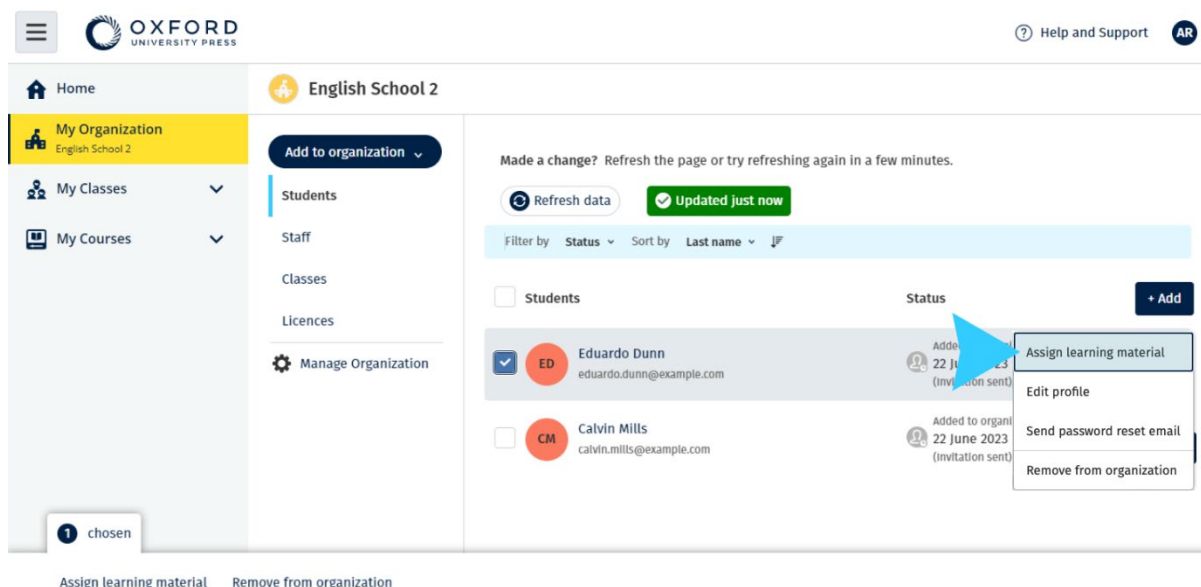 OXFORD
UNIVERSITY PRESS
Help and Support
AR
Home
My Organization
English School 2
My Classes
My Courses
English School 2
Add to organization
Students
Staff
Classes
Licences
Manage Organization
Made a change? Refresh the page or try refreshing again in a few minutes.
Refresh data
Updated just now
Filter by Status Sort by Last name
Students
Status
+ Add
ED
Eduardo Dunn
eduardo.dunn@example.com
22
(Invitation sent)
CM
Calvin Mills
calvin.mills@example.com
Added to
22 June 2023
(Invitation sent)
Assign learning material
Edit profile
Send password reset email
Remove from organization
1 chosen
Assign learning material Remove from organization